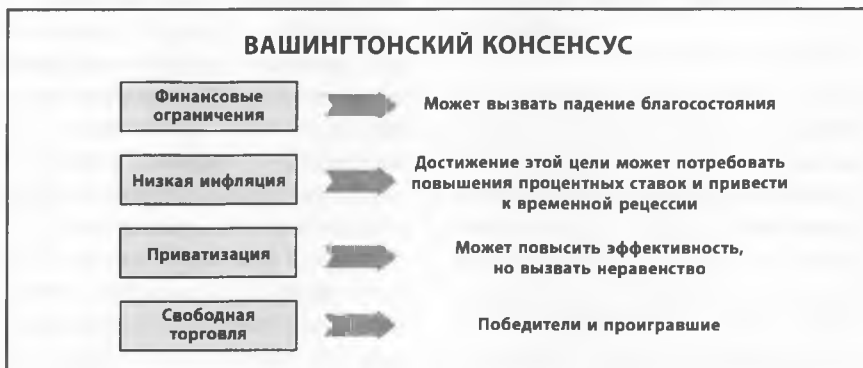 ВАШИНГТОНСКИЙ КОНСЕНСУС
Финансовые
ограничения
Может вызвать падение благосостояния
Низкая инфляция
Достижение этой цели может потребовать
повышения процентных ставок и привести
к временной рецессии
Приватизация
Может повысить эффективность,
но вызвать неравенство
Свободная
торговля
Победители и проигравшие